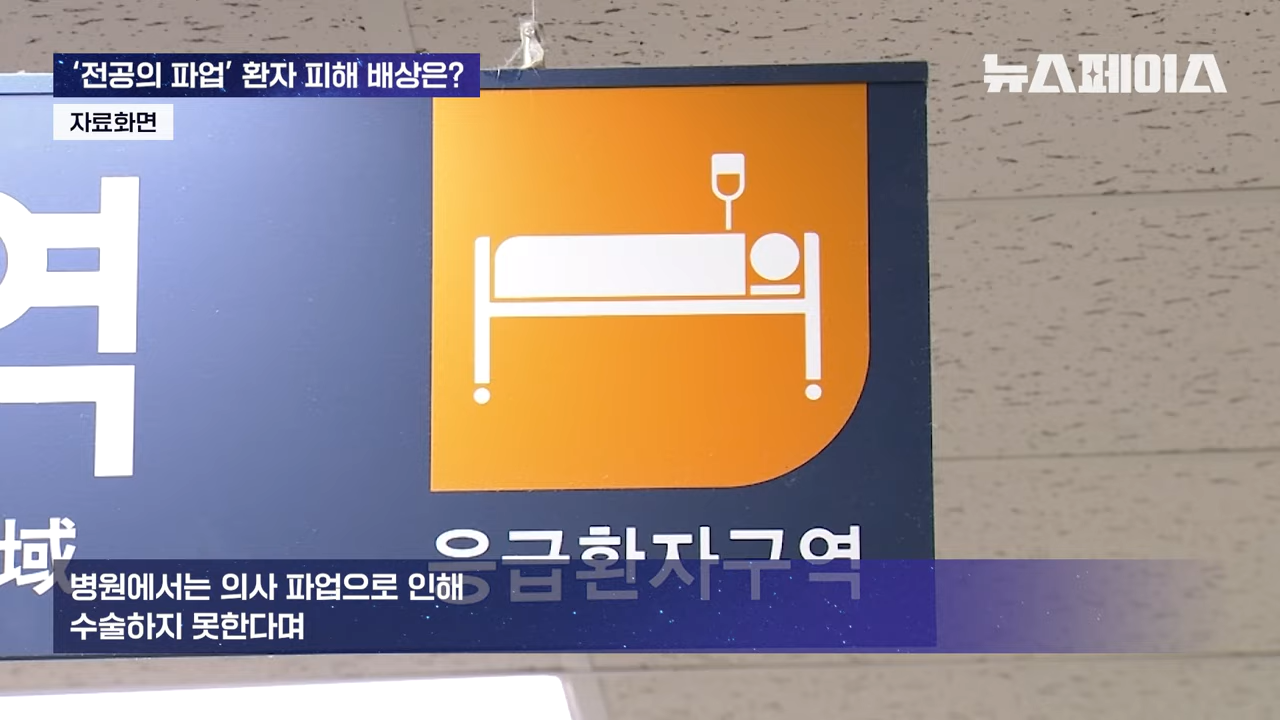 ‘전공의 파업’ 환자 피해 배상은?
뉴스페이스
자료화면
역
域
응급환자구역
병원에서는 의사 파업으로 인해
수술하지 못한다며